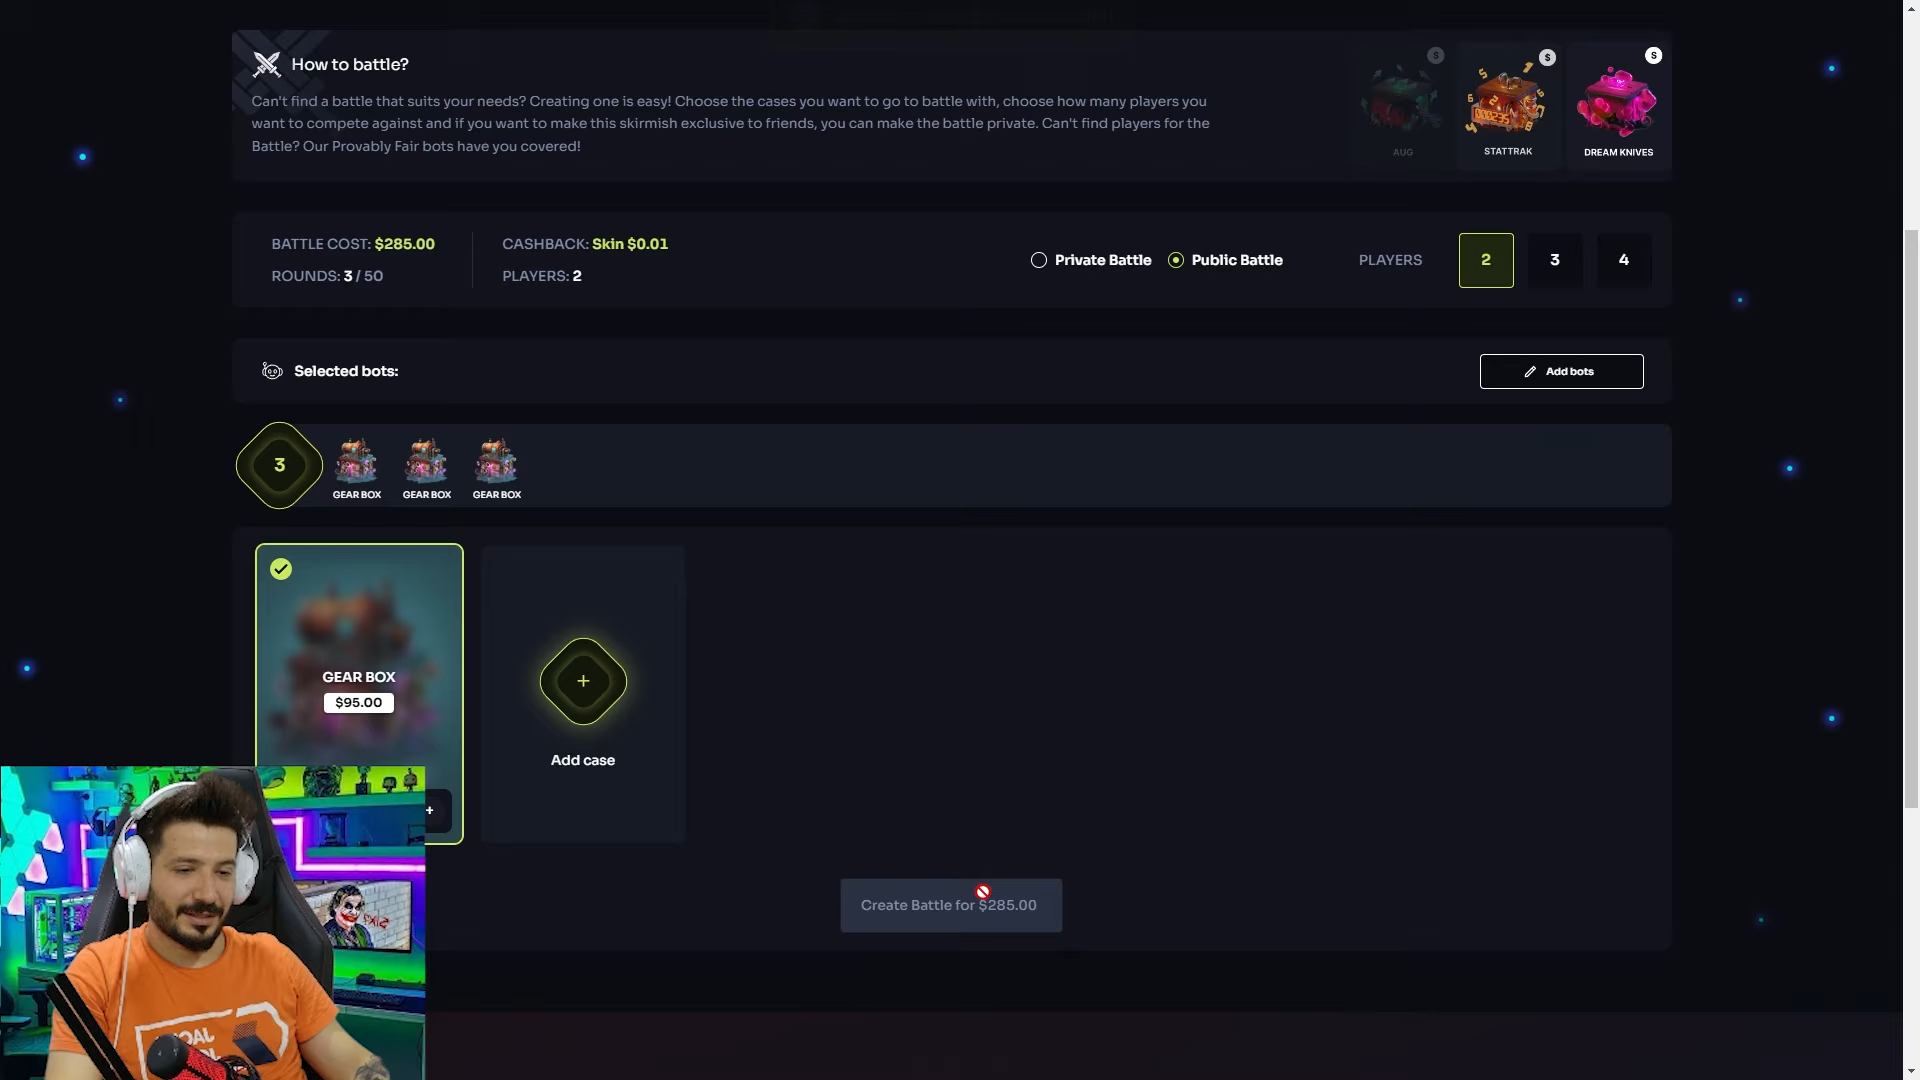 How to battle?
Can't find a battle that suits your needs? Creating one is easy! Choose the cases you want to go to battle with, choose how many players you
want to compete against and if you want to make this skirmish exclusive to friends, you can make the battle private. Can't find players for the
Battle? Our Provably Fair bots have you covered!
S
$
S
AUG
STATTRAK
DREAM KNIVES
BATTLE COST: $285.00
ROUNDS: 3 / 50
CASHBACK: Skin $0.01
PLAYERS: 2
Private Battle
Public Battle
PLAYERS
2
3
4
Selected bots:
Add bots
3
GEAR BOX
GEAR BOX
GEAR BOX
GEAR BOX
$95.00
+
+
Add case
Create Battle for $285.00